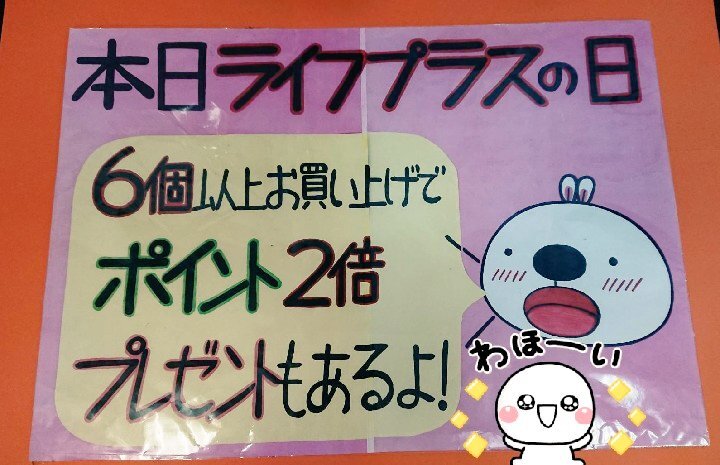 本日ライフプラスの日
6個以上お買い上げで
ポイント2倍
プレゼントもあるよ!
わほーい